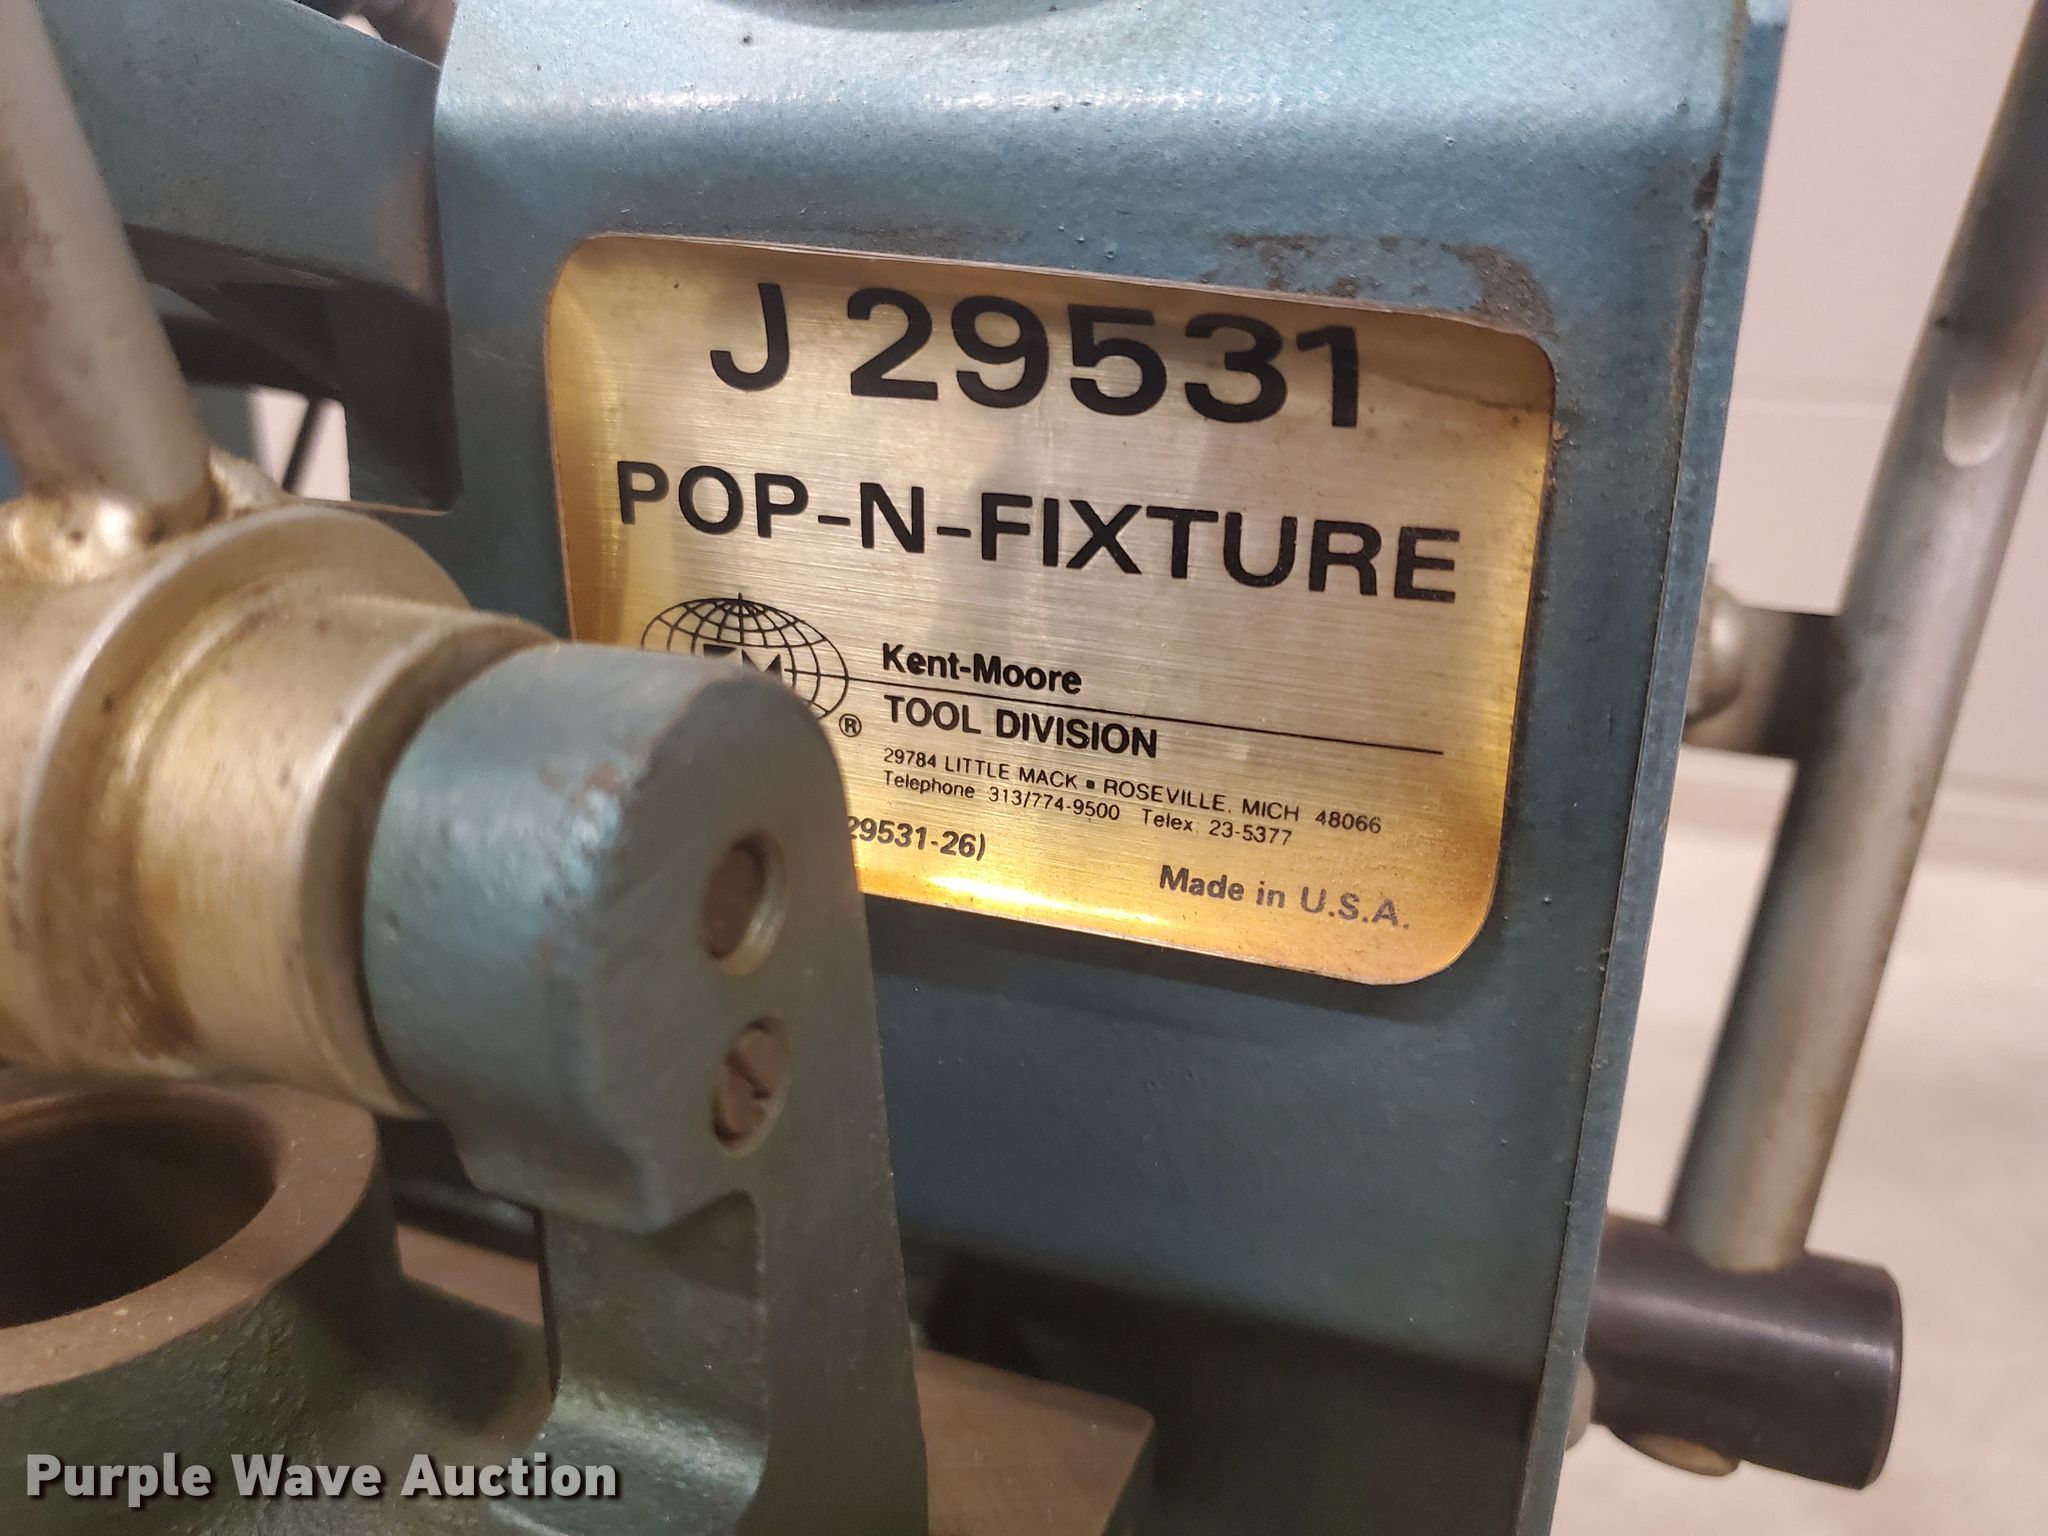 J 29531
POP-N-FIXTURE
Kent-Moore
®
TOOL DIVISION
29784 LITTLE MACK ▪ ROSEVILLE, MICH 48066
Telephone 313/774-9500 Telex 23-5377
29531-26)
Made in U.S.A.
Purple Wave Auction